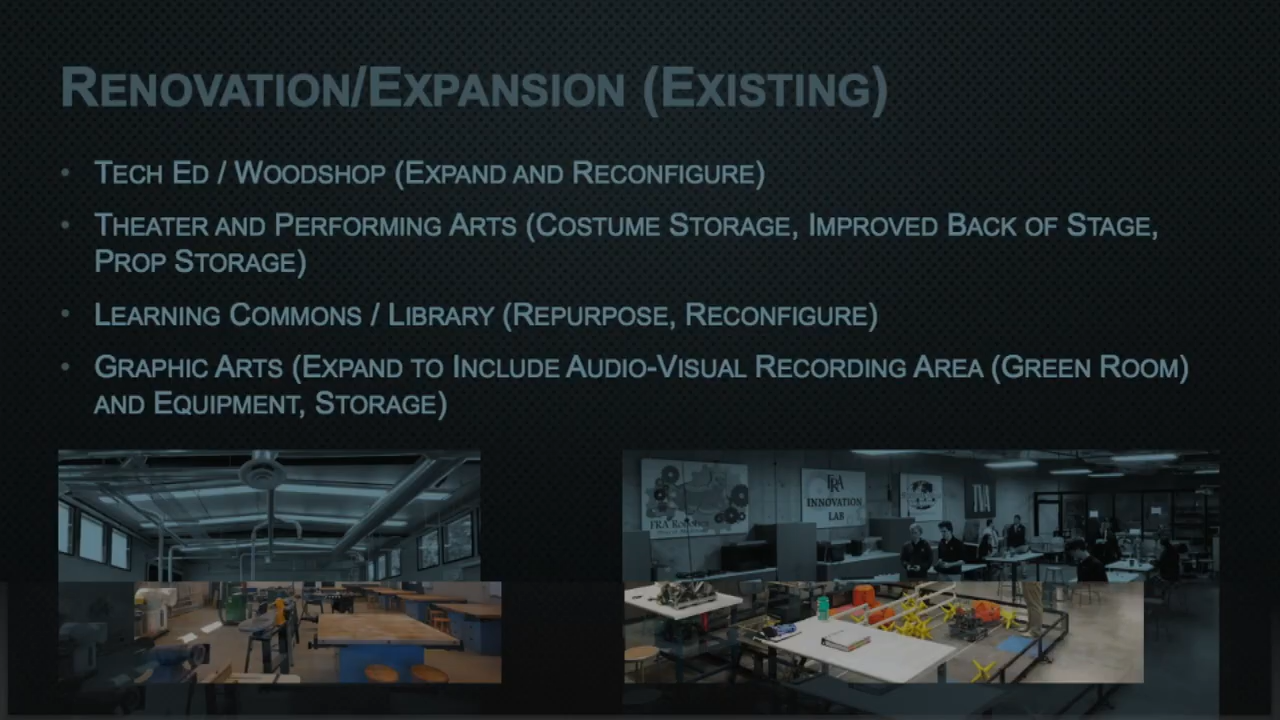 RENOVATION/EXPANSION (EXISTING)
• TECH ED / WOODSHOP (EXPAND AND RECONFIGURE)
• THEATER AND PERFORMING ARTS (COSTUME STORAGE, IMPROVED BACK OF STAGE,
PROP STORAGE)
• LEARNING COMMONS / LIBRARY (REPURPOSE, RECONFIGURE)
• GRAPHIC ARTS (EXPAND TO INCLUDE AUDIO-VISUAL RECORDING AREA (GREEN ROOM)
AND EQUIPMENT, STORAGE)
FRA Robotics
FRA
INNOVATION
LAB